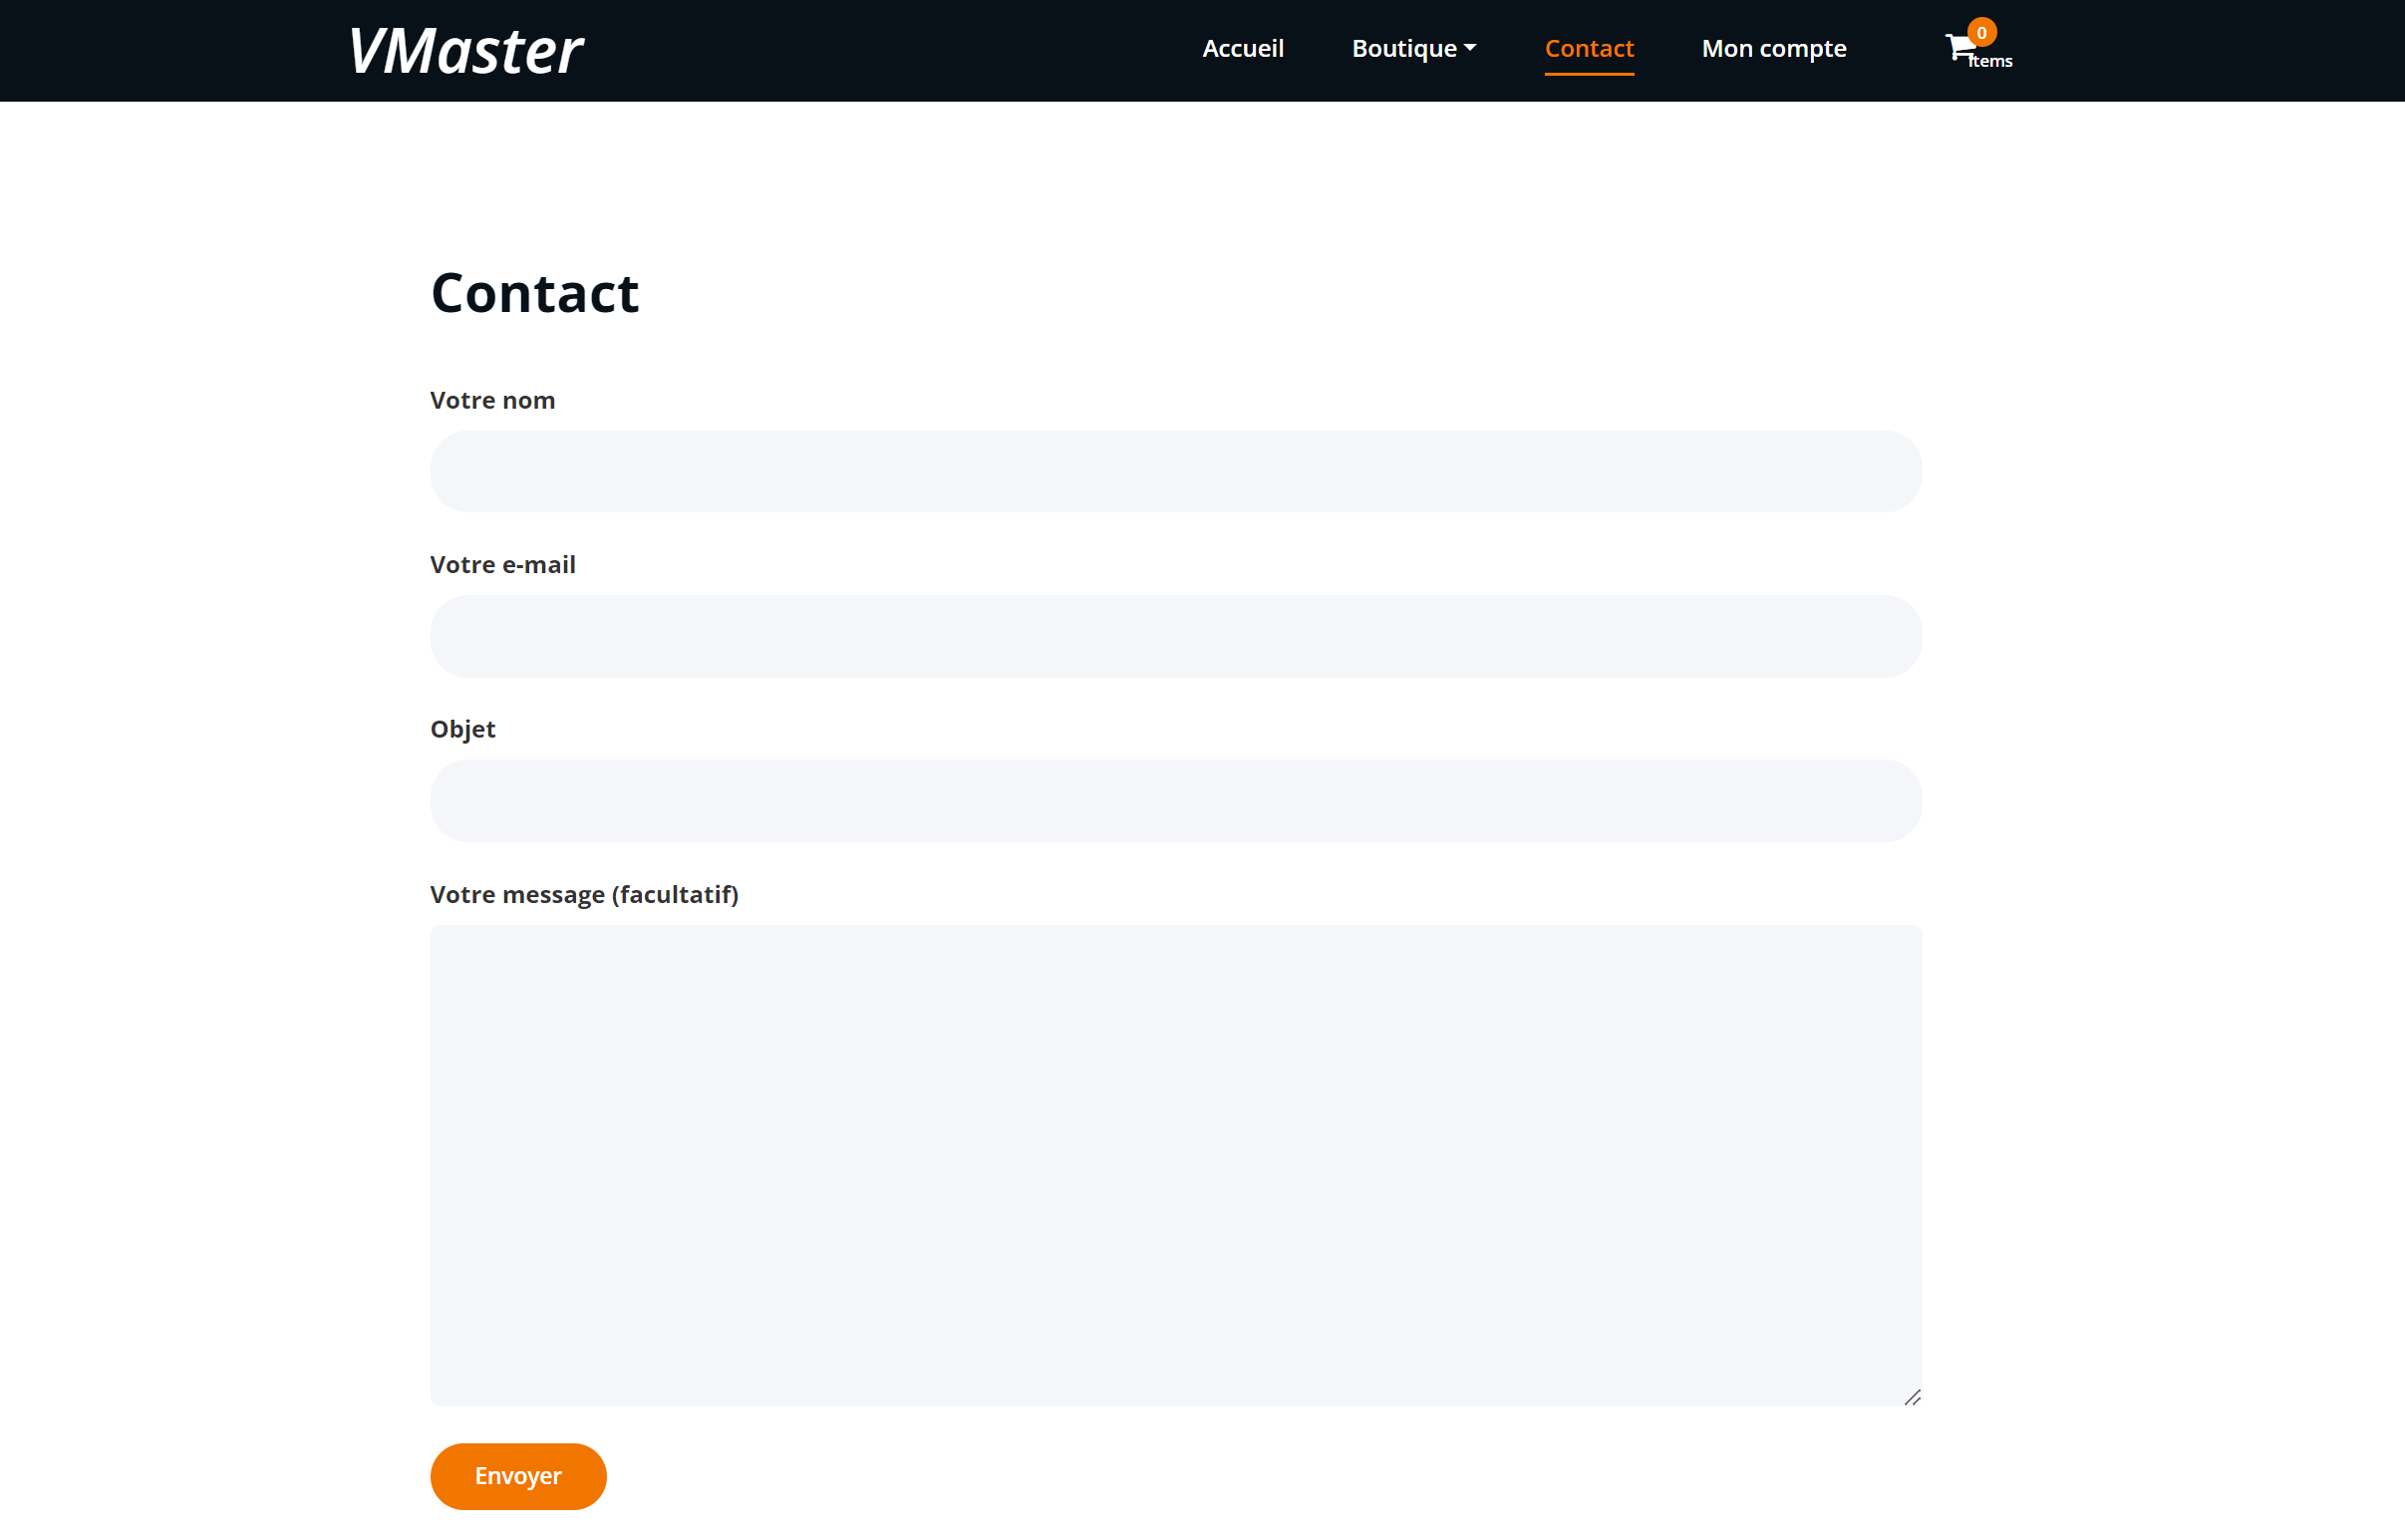 VMaster
Accueil Boutique Contact Mon compte 0 items
Contact
Votre nom
Votre e-mail
Objet
Votre message (facultatif)
Envoyer